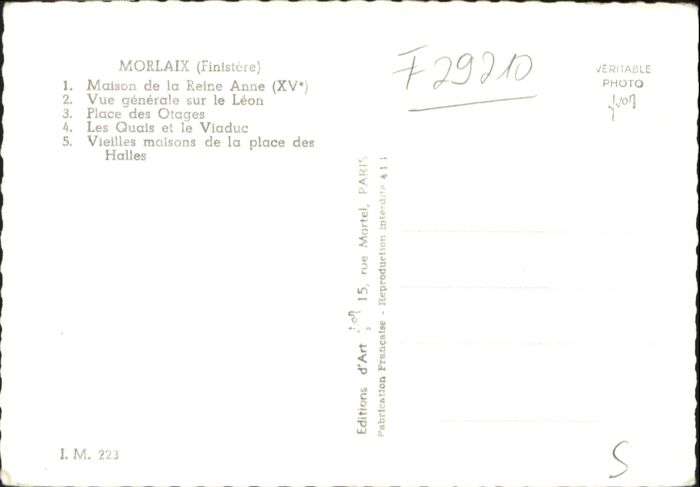 MORLAIX (Finistère)
1. Maison de la Reine Anne (XVᵉ)
2. Vue générale sur le Léon
3. Place des Otages
4. Les Quais et le Viaduc
5. Vieilles maisons de la place des
Halles
I. M. 223
F29210
VÉRITABLE
PHOTO
yvon
Editions d'Art yvon, 15, rue Martel, PARIS
Fabrication Française - Reproduction interdite
S